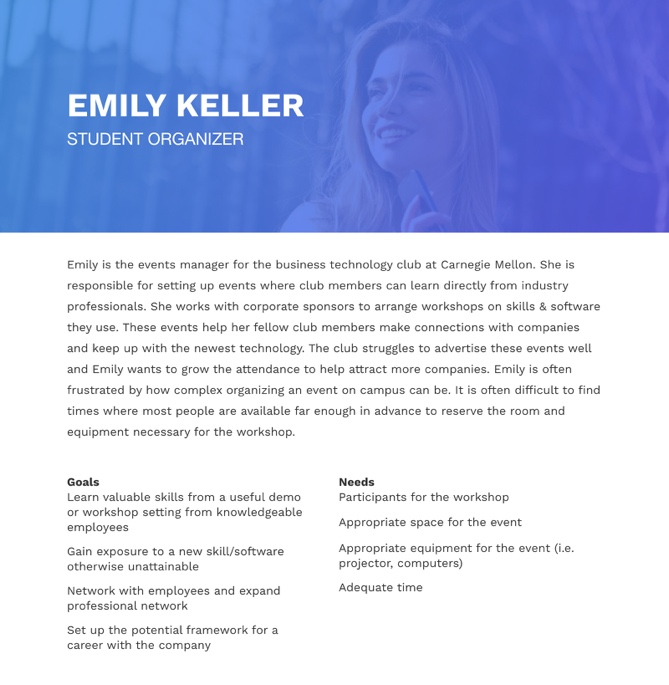 EMILY KELLER
STUDENT ORGANIZER
Emily is the events manager for the business technology club at Carnegie Mellon. She is
responsible for setting up events where club members can learn directly from industry
professionals. She works with corporate sponsors to arrange workshops on skills & software
they use. These events help her fellow club members make connections with companies
and keep up with the newest technology. The club struggles to advertise these events well
and Emily wants to grow the attendance to help attract more companies. Emily is often
frustrated by how complex organizing an event on campus can be. It is often difficult to find
times where most people are available far enough in advance to reserve the room and
equipment necessary for the workshop.
Goals
Learn valuable skills from a useful demo
or workshop setting from knowledgeable
employees
Gain exposure to a new skill/software
otherwise unattainable
Network with employees and expand
professional network
Set up the potential framework for a
career with the company
Needs
Participants for the workshop
Appropriate space for the event
Appropriate equipment for the event (i.e.
projector, computers)
Adequate time